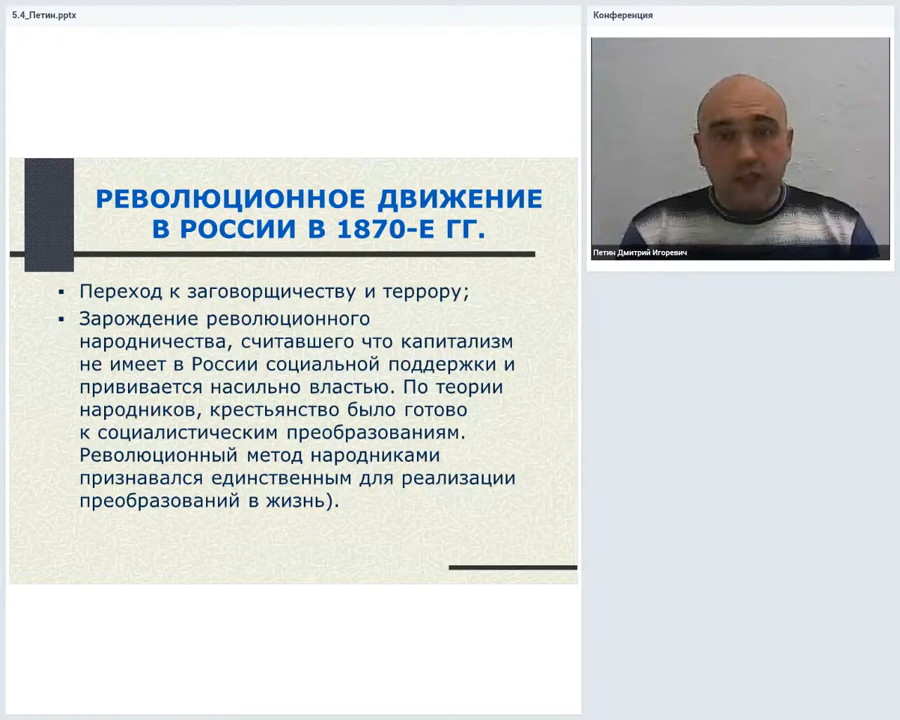 5.4_Петин.pptx
Конференция
РЕВОЛЮЦИОННОЕ ДВИЖЕНИЕ
В РОССИИ В 1870-Е ГГ.
▪ Переход к заговорщичеству и террору;
▪ Зарождение революционного
народничества, считавшего что капитализм
не имеет в России социальной поддержки и
прививается насильно властью. По теории
народников, крестьянство было готово
к социалистическим преобразованиям.
Революционный метод народниками
признавался единственным для реализации
преобразований в жизнь).
Петин Дмитрий Игоревич